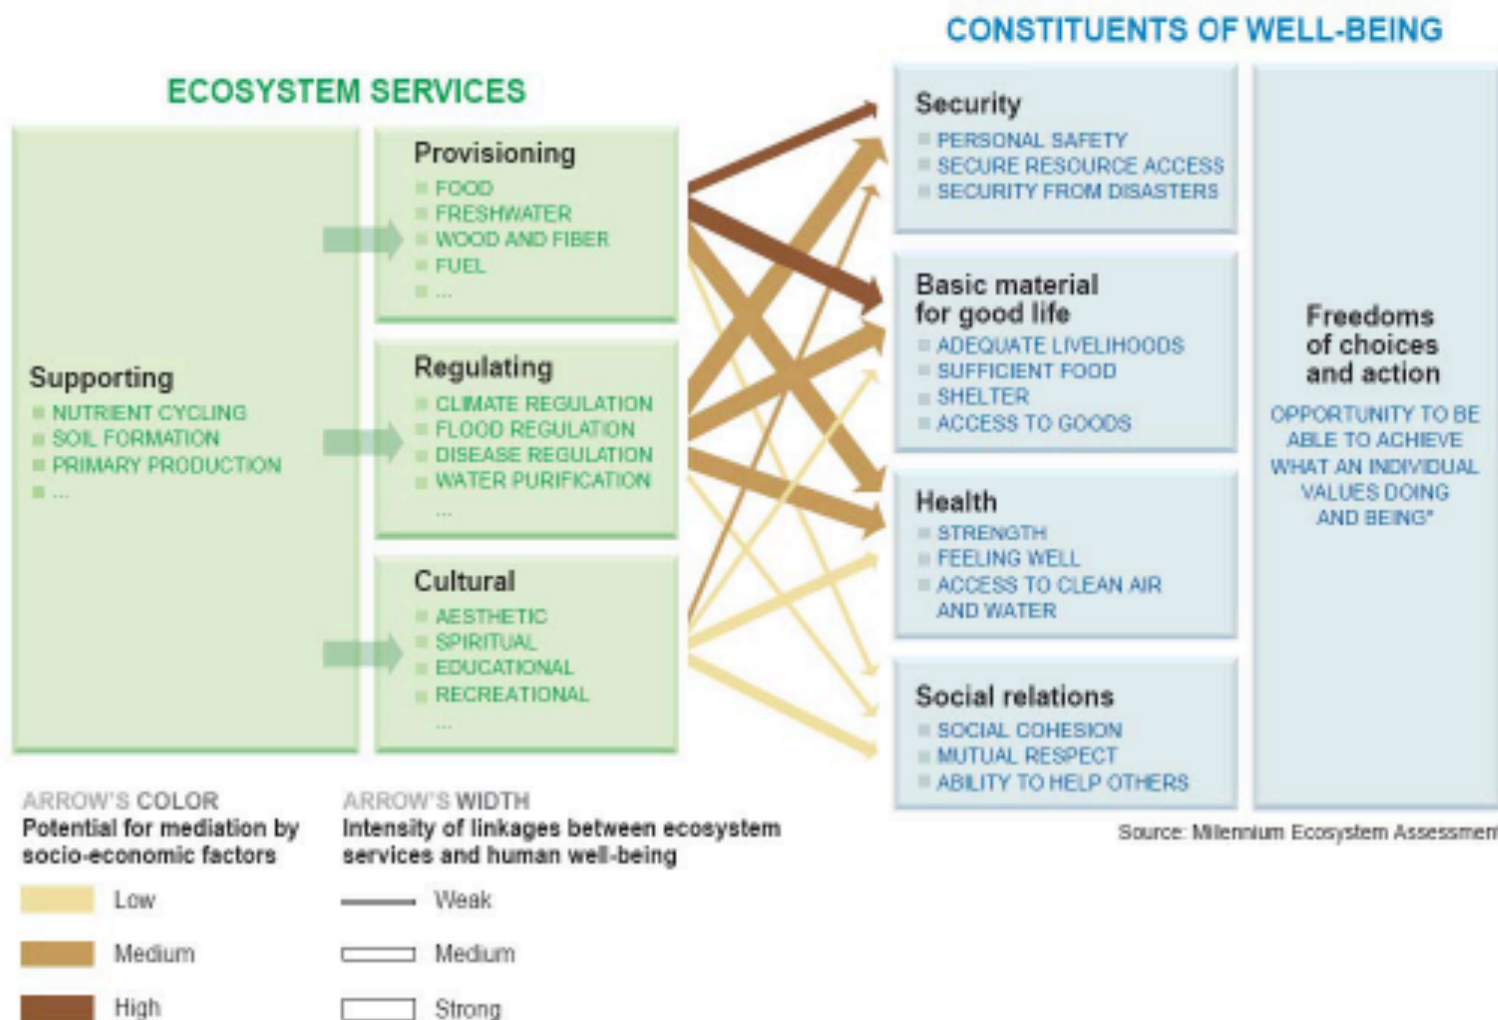 CONSTITUENTS OF WELL-BEING
ECOSYSTEM SERVICES
Supporting
NUTRIENT CYCLING
SOIL FORMATION
PRIMARY PRODUCTION
...
Provisioning
FOOD
FRESHWATER
WOOD AND FIBER
FUEL
...
Regulating
CLIMATE REGULATION
FLOOD REGULATION
DISEASE REGULATION
WATER PURIFICATION
...
Cultural
AESTHETIC
SPIRITUAL
EDUCATIONAL
RECREATIONAL
...
Security
PERSONAL SAFETY
SECURE RESOURCE ACCESS
SECURITY FROM DISASTERS
Basic material
for good life
ADEQUATE LIVELIHOODS
SUFFICIENT FOOD
SHELTER
ACCESS TO GOODS
Health
STRENGTH
FEELING WELL
ACCESS TO CLEAN AIR
AND WATER
Social relations
SOCIAL COHESION
MUTUAL RESPECT
ABILITY TO HELP OTHERS
Freedoms
of choices
and action
OPPORTUNITY TO BE
ABLE TO ACHIEVE
WHAT AN INDIVIDUAL
VALUES DOING
AND BEING"
Source: Millennium Ecosystem Assessment
ARROW'S COLOR
Potential for mediation by
socio-economic factors
Low
Medium
High
ARROW'S WIDTH
Intensity of linkages between ecosystem
services and human well-being
Weak
Medium
Strong